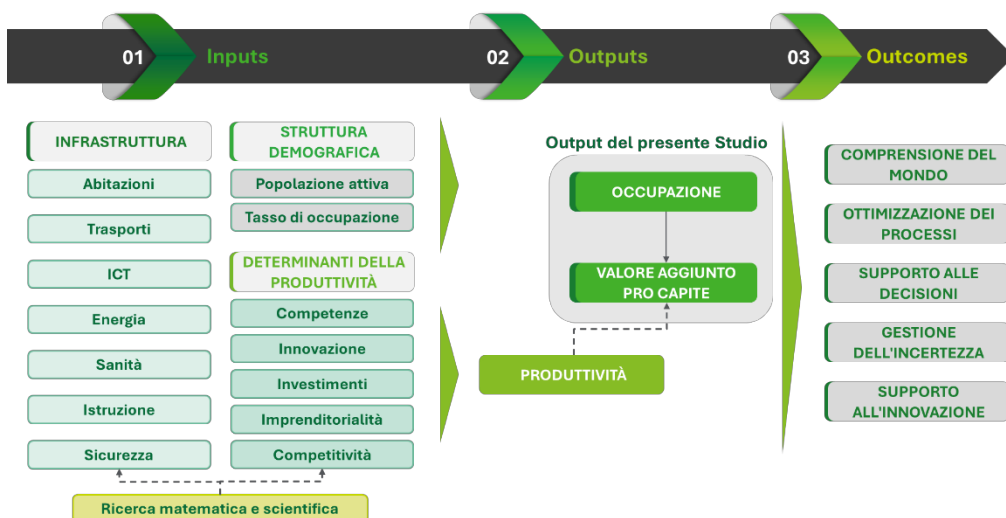 01
Inputs
02
Outputs
03
Outcomes
INFRASTRUTTURA
Abitazioni
Trasporti
ICT
Energia
Sanità
Istruzione
Sicurezza
STRUTTURA
DEMOGRAFICA
Popolazione attiva
Tasso di occupazione
DETERMINANTI DELLA
PRODUTTIVITÀ
Competenze
Innovazione
Investimenti
Imprenditorialità
Competitività
Ricerca matematica e scientifica
Output del presente Studio
OCCUPAZIONE
VALORE AGGIUNTO
PRO CAPITE
PRODUTTIVITÀ
COMPRENSIONE DEL
MONDO
OTTIMIZZAZIONE DEI
PROCESSI
SUPPORTO ALLE
DECISIONI
GESTIONE
DELL'INCERTEZZA
SUPPORTO
ALL'INNOVAZIONE